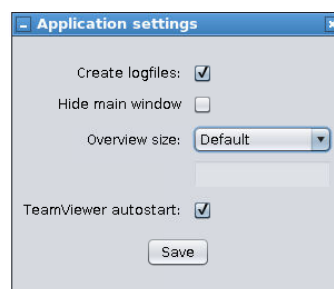 Application settings
Create logfiles:
Hide main window
Overview size: Default
TeamViewer autostart:
Save